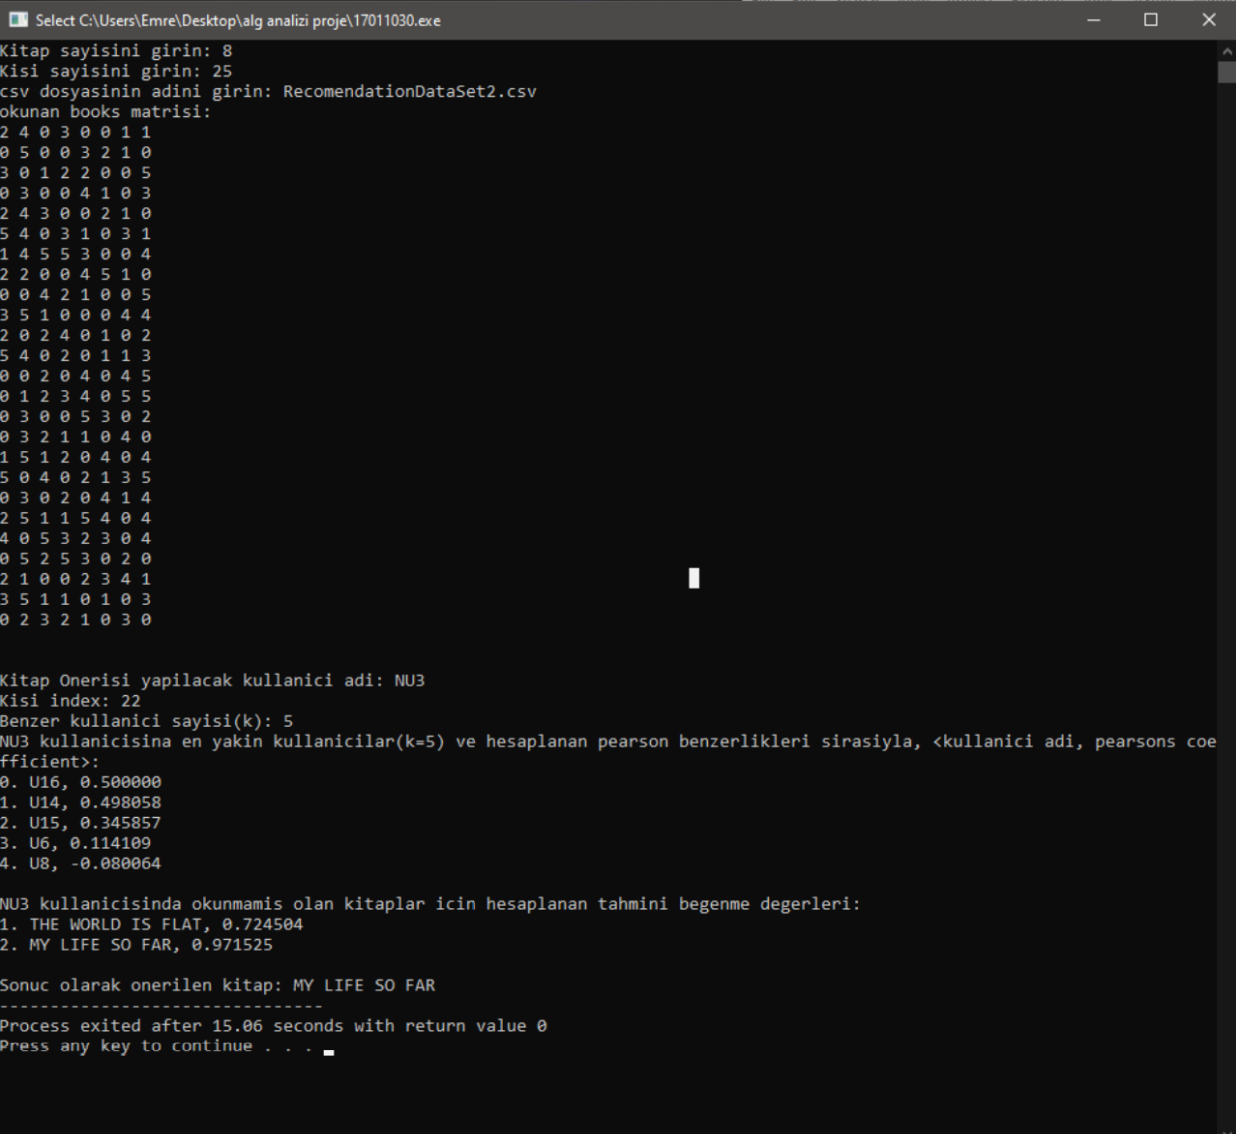 Select C:\Users\Emre\Desktop\alg analizi proje\17011030.exe
Kitap sayisini girin: 8
Kisi sayisini girin: 25
csv dosyasinin adini girin: RecomendationDataSet2.csv
okunan books matrisi:
2 4 0 3 0 0 1 1
0 5 0 0 3 2 1 0
3 0 1 2 2 0 0 5
0 3 0 0 4 1 0 3
2 4 3 0 0 2 1 0
5 4 0 3 1 0 3 1
1 4 5 5 3 0 0 4
2 2 0 0 4 5 1 0
0 0 4 2 1 0 0 5
3 5 1 0 0 0 4 4
2 0 2 4 0 1 0 2
5 4 0 2 0 1 1 3
0 0 2 0 4 0 4 5
0 1 2 3 4 0 5 5
0 3 0 0 5 3 0 2
0 3 2 1 1 0 4 0
1 5 1 2 0 4 0 4
5 0 4 0 2 1 3 5
0 3 0 2 0 4 1 4
2 5 1 1 5 4 0 4
4 0 5 3 2 3 0 4
0 5 2 5 3 0 2 0
2 1 0 0 2 3 4 1
3 5 1 1 0 1 0 3
0 2 3 2 1 0 3 0
Kitap Onerisi yapilacak kullanici adi: NU3
Kisi index: 22
Benzer kullanici sayisi(k): 5
NU3 kullanicisina en yakin kullanicilar(k=5) ve hesaplanan pearson benzerlikleri sirasiyla, <kullanici adi, pearsons coe
fficient>:
0. U16, 0.500000
1. U14, 0.498058
2. U15, 0.345857
3. U6, 0.114109
4. U8, -0.080064
NU3 kullanicisinda okunmamis olan kitaplar icin hesaplanan tahmini begenme degerleri:
1. THE WORLD IS FLAT, 0.724504
2. MY LIFE SO FAR, 0.971525
Sonuc olarak onerilen kitap: MY LIFE SO FAR
--------------------------------
Process exited after 15.06 seconds with return value 0
Press any key to continue . . .